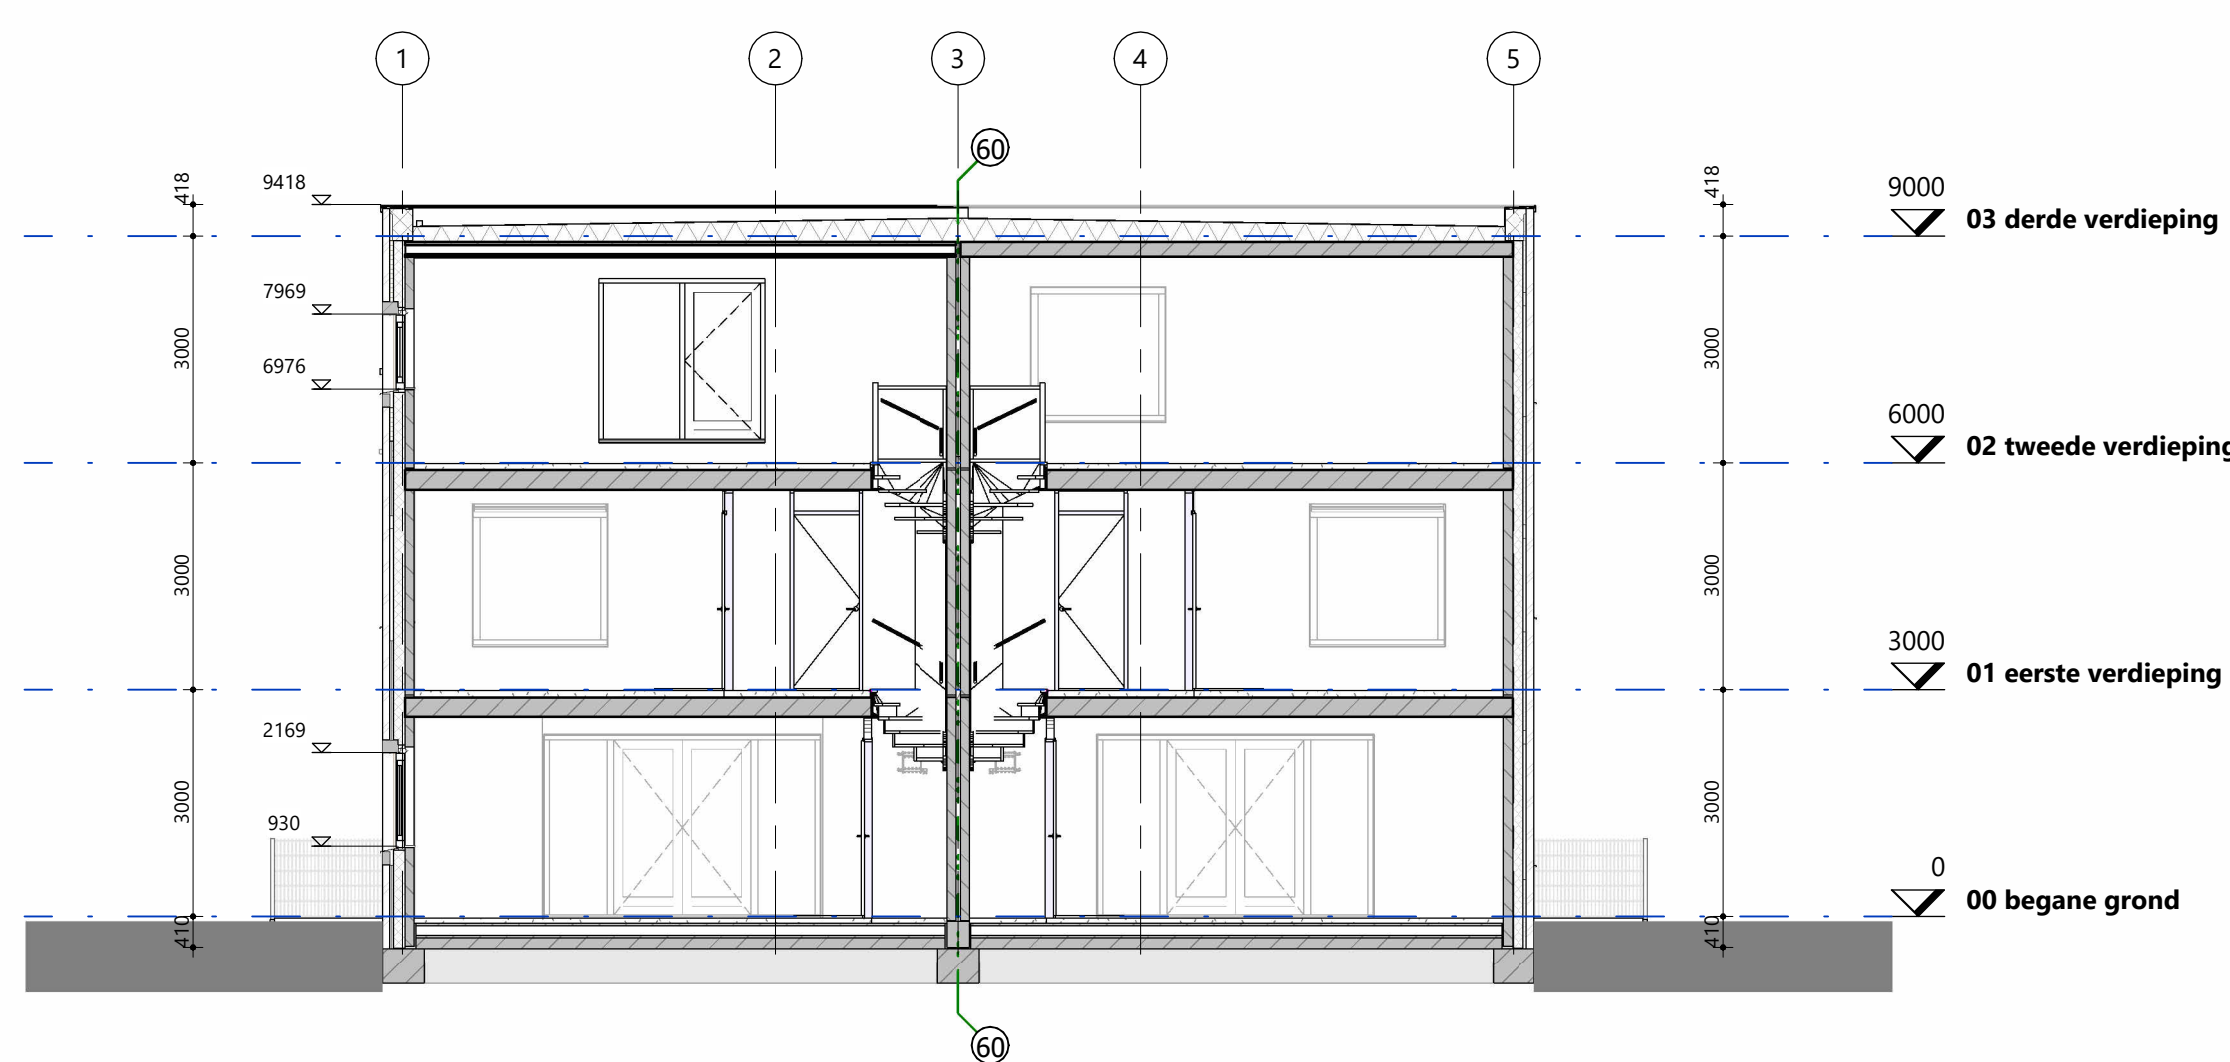 1 2 3 4 5
60
418 9418 418 9000
03 derde verdieping
7969
3000 6976 3000
6000
02 tweede verdieping
3000 3000
3000
01 eerste verdieping
2169
3000 930 3000
0
00 begane grond
410 410
60